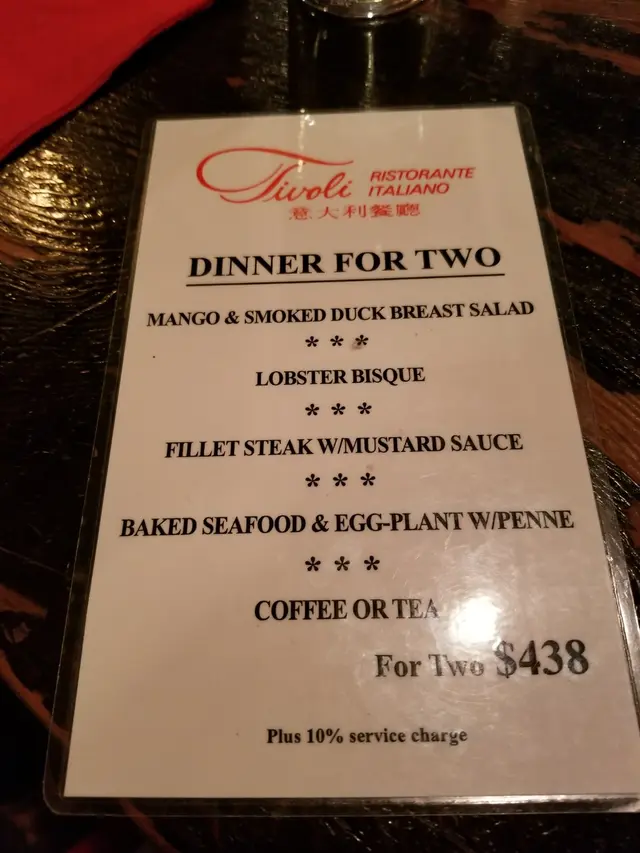 Tivoli RISTORANTE
ITALIANO
意大利餐廳
DINNER FOR TWO
MANGO & SMOKED DUCK BREAST SALAD
* * *
LOBSTER BISQUE
* * *
FILLET STEAK W/MUSTARD SAUCE
* * *
BAKED SEAFOOD & EGG-PLANT W/PENNE
* * *
COFFEE OR TEA
For Two $438
Plus 10% service charge